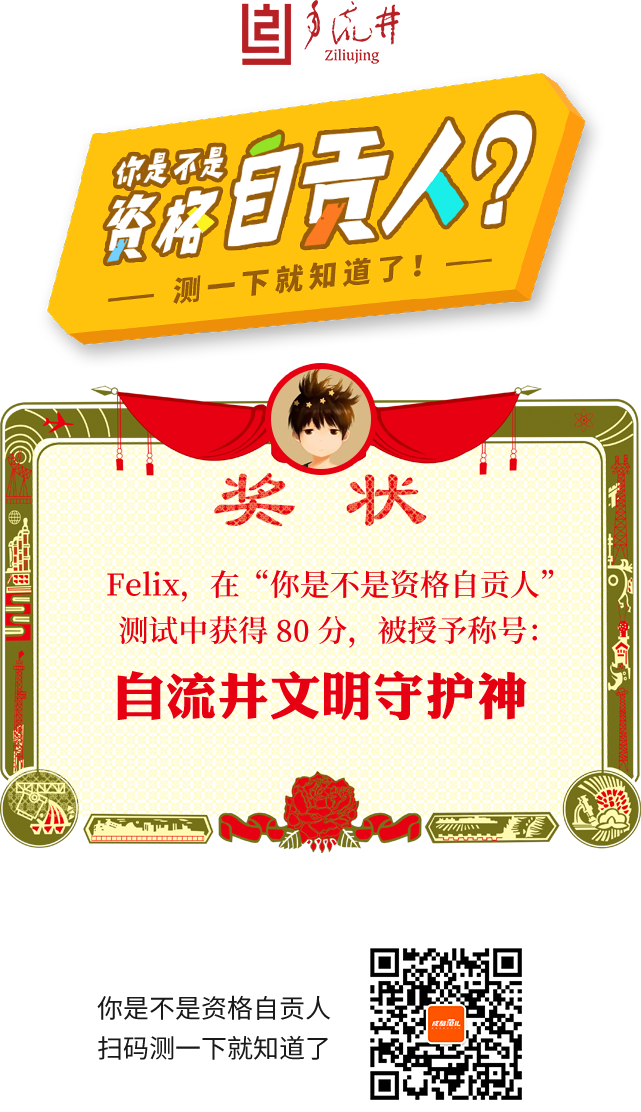 自流井
Ziliujing
你是不是
资格自贡人?
测一下就知道了!
奖 状
Felix，在“你是不是资格自贡人”
测试中获得 80 分，被授予称号：
自流井文明守护神
你是不是资格自贡人
扫码测一下就知道了